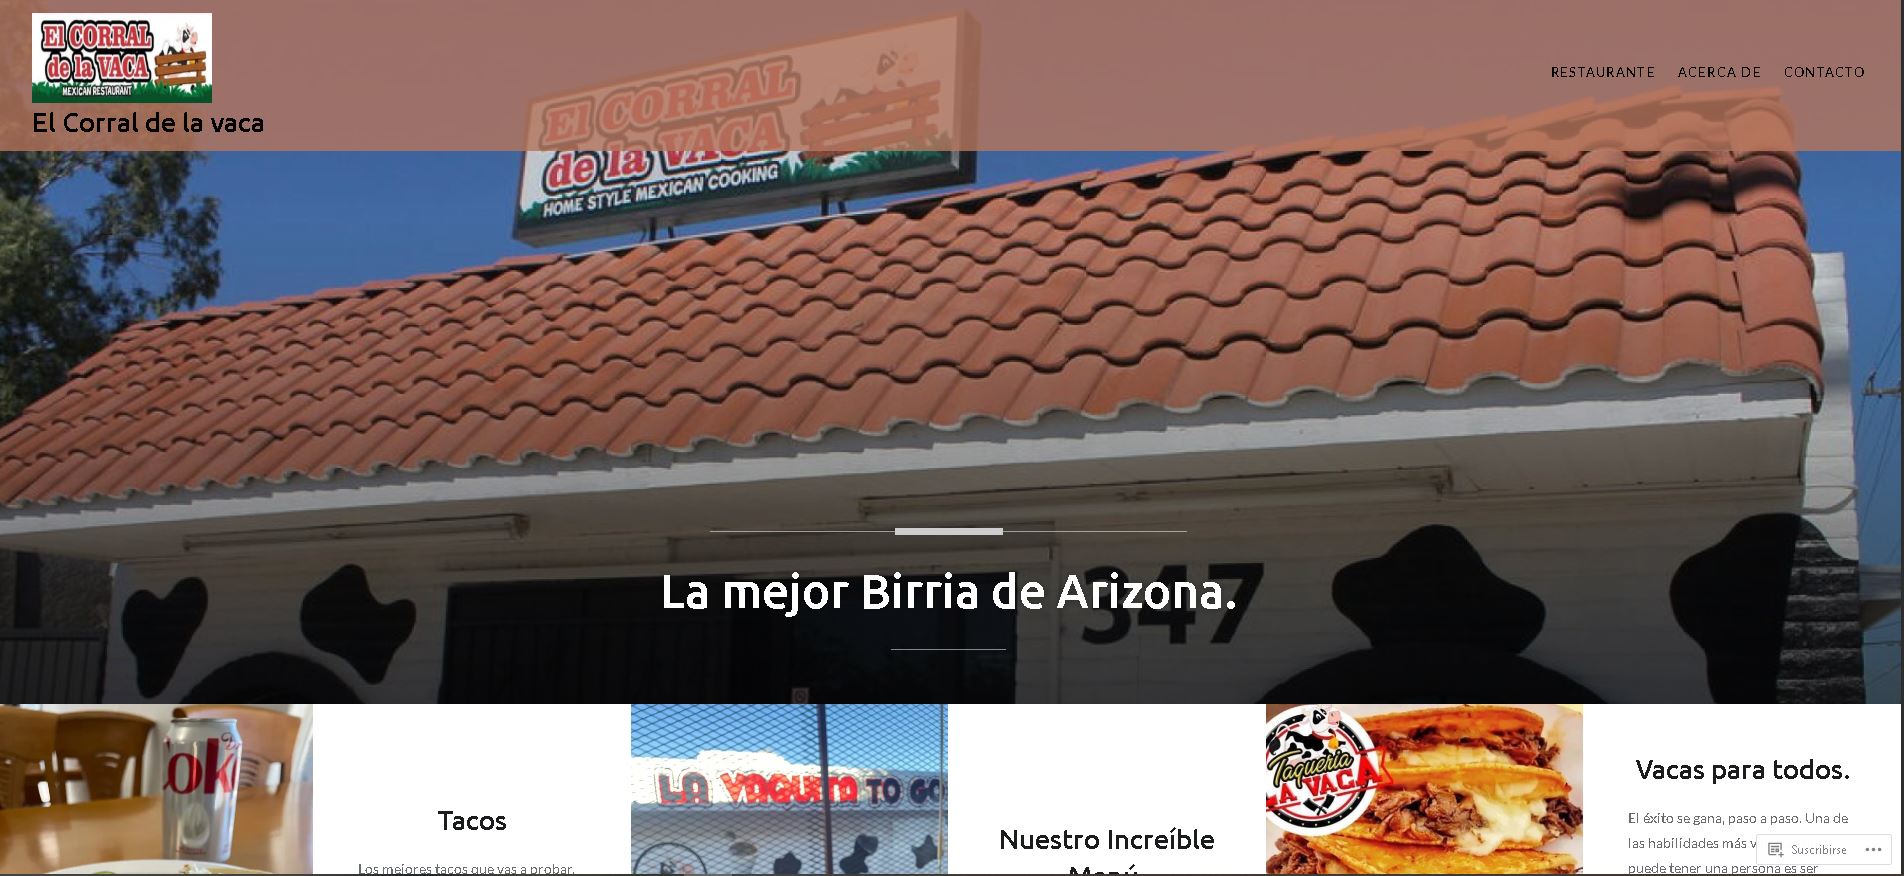 El CORRAL
de la VACA
MEXICAN RESTAURANT
El Corral de la vaca
RESTAURANTE
ACERCA DE
CONTACTO
El CORRAL
de la VACA
HOME STYLE MEXICAN COOKING
La mejor Birria de Arizona.
347
LA VAQUITA TO GO
Taquería
LA VACA
Tacos
Los mejores tacos que vas a probar.
Nuestro Increíble
Menú
Vacas para todos.
El éxito se gana, paso a paso. Una de
las habilidades más
puede tener una persona es ser
Suscribirse